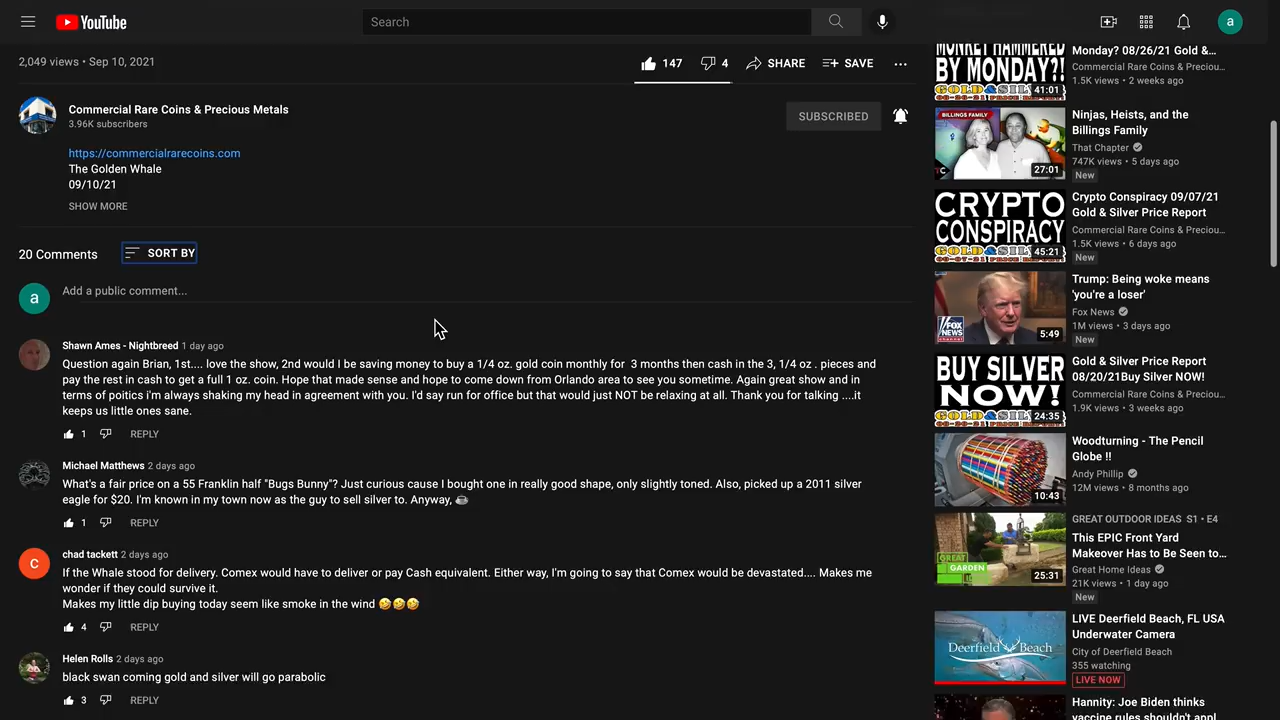 YouTube
Search
a
2,049 views • Sep 10, 2021
147
4
SHARE
SAVE
Commercial Rare Coins & Precious Metals
3.96K subscribers
SUBSCRIBED
https://commercialrarecoins.com
The Golden Whale
09/10/21
SHOW MORE
20 Comments
SORT BY
a
Add a public comment...
Shawn Ames - Nightbreed 1 day ago
Question again Brian, 1st.... love the show, 2nd would I be saving money to buy a 1/4 oz. gold coin monthly for 3 months then cash in the 3, 1/4 oz . pieces and
pay the rest in cash to get a full 1 oz. coin. Hope that made sense and hope to come down from Orlando area to see you sometime. Again great show and in
terms of poitics i'm always shaking my head in agreement with you. I'd say run for office but that would just NOT be relaxing at all. Thank you for talking ....it
keeps us little ones sane.
1
REPLY
Michael Matthews 2 days ago
What's a fair price on a 55 Franklin half "Bugs Bunny"? Just curious cause I bought one in really good shape, only slightly toned. Also, picked up a 2011 silver
eagle for $20. I'm known in my town now as the guy to sell silver to. Anyway, ☕
1
REPLY
C
chad tackett 2 days ago
If the Whale stood for delivery. Comex would have to deliver or pay Cash equivalent. Either way, I'm going to say that Comex would be devastated.... Makes me
wonder if they could survive it.
Makes my little dip buying today seem like smoke in the wind 🤣🤣🤣
4
REPLY
Helen Rolls 2 days ago
black swan coming gold and silver will go parabolic
3
REPLY
MONKEY HAMMERED
BY MONDAY?!
GOLD & SIL
41:01
Monday? 08/26/21 Gold &...
Commercial Rare Coins & Preciou...
1.5K views • 2 weeks ago
BILLINGS FAMILY
27:01
Ninjas, Heists, and the
Billings Family
That Chapter
747K views • 5 days ago
New
CRYPTO
CONSPIRACY
GOLD & SIL
45:21
Crypto Conspiracy 09/07/21
Gold & Silver Price Report
Commercial Rare Coins & Preciou...
1.5K views • 6 days ago
New
FOX
NEWS
5:49
Trump: Being woke means
'you're a loser'
Fox News
1M views • 3 days ago
New
BUY SILVER
NOW!
GOLD & SIL
24:35
Gold & Silver Price Report
08/20/21Buy Silver NOW!
Commercial Rare Coins & Preciou...
1.9K views • 3 weeks ago
10:43
Woodturning - The Pencil
Globe !!
Andy Phillip
12M views • 8 months ago
GREAT
GARDEN
25:31
GREAT OUTDOOR IDEAS S1 • E4
This EPIC Front Yard
Makeover Has to Be Seen to...
Great Home Ideas
21K views • 1 day ago
New
Deerfield Beach
LIVE Deerfield Beach, FL USA
Underwater Camera
City of Deerfield Beach
355 watching
LIVE NOW
Hannity: Joe Biden thinks
vaccine rules shouldn't appl